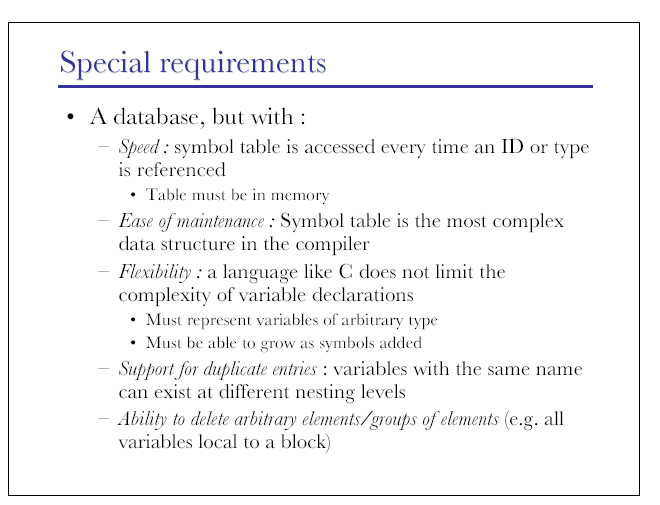 Special requirements
• A database, but with :
– Speed : symbol table is accessed every time an ID or type
is referenced
• Table must be in memory
– Ease of maintenance : Symbol table is the most complex
data structure in the compiler
– Flexibility : a language like C does not limit the
complexity of variable declarations
• Must represent variables of arbitrary type
• Must be able to grow as symbols added
– Support for duplicate entries : variables with the same name
can exist at different nesting levels
– Ability to delete arbitrary elements/groups of elements (e.g. all
variables local to a block)